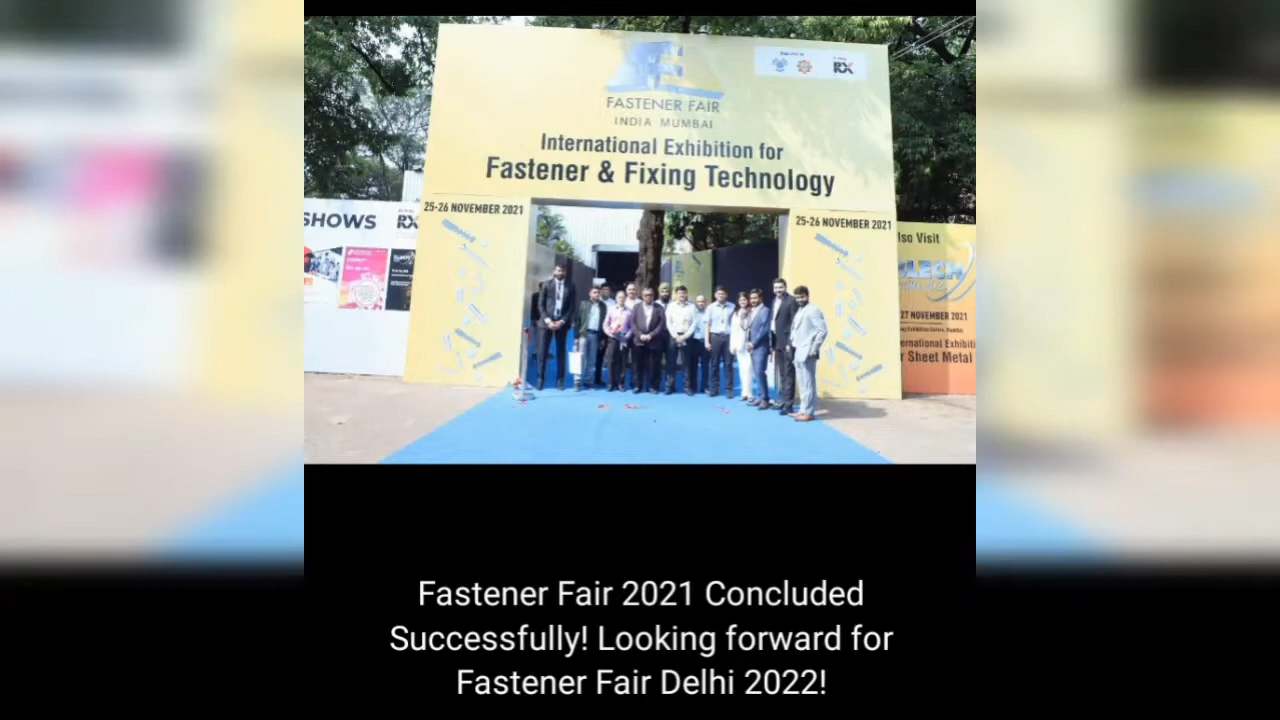 FASTENER FAIR
INDIA MUMBAI
International Exhibition for
Fastener & Fixing Technology
25-26 NOVEMBER 2021
25-26 NOVEMBER 2021
SHOWS
RX
RX
lso Visit
27 NOVEMBER 2021
ernational Exhibiti
r Sheet Metal
Fastener Fair 2021 Concluded
Successfully! Looking forward for
Fastener Fair Delhi 2022!